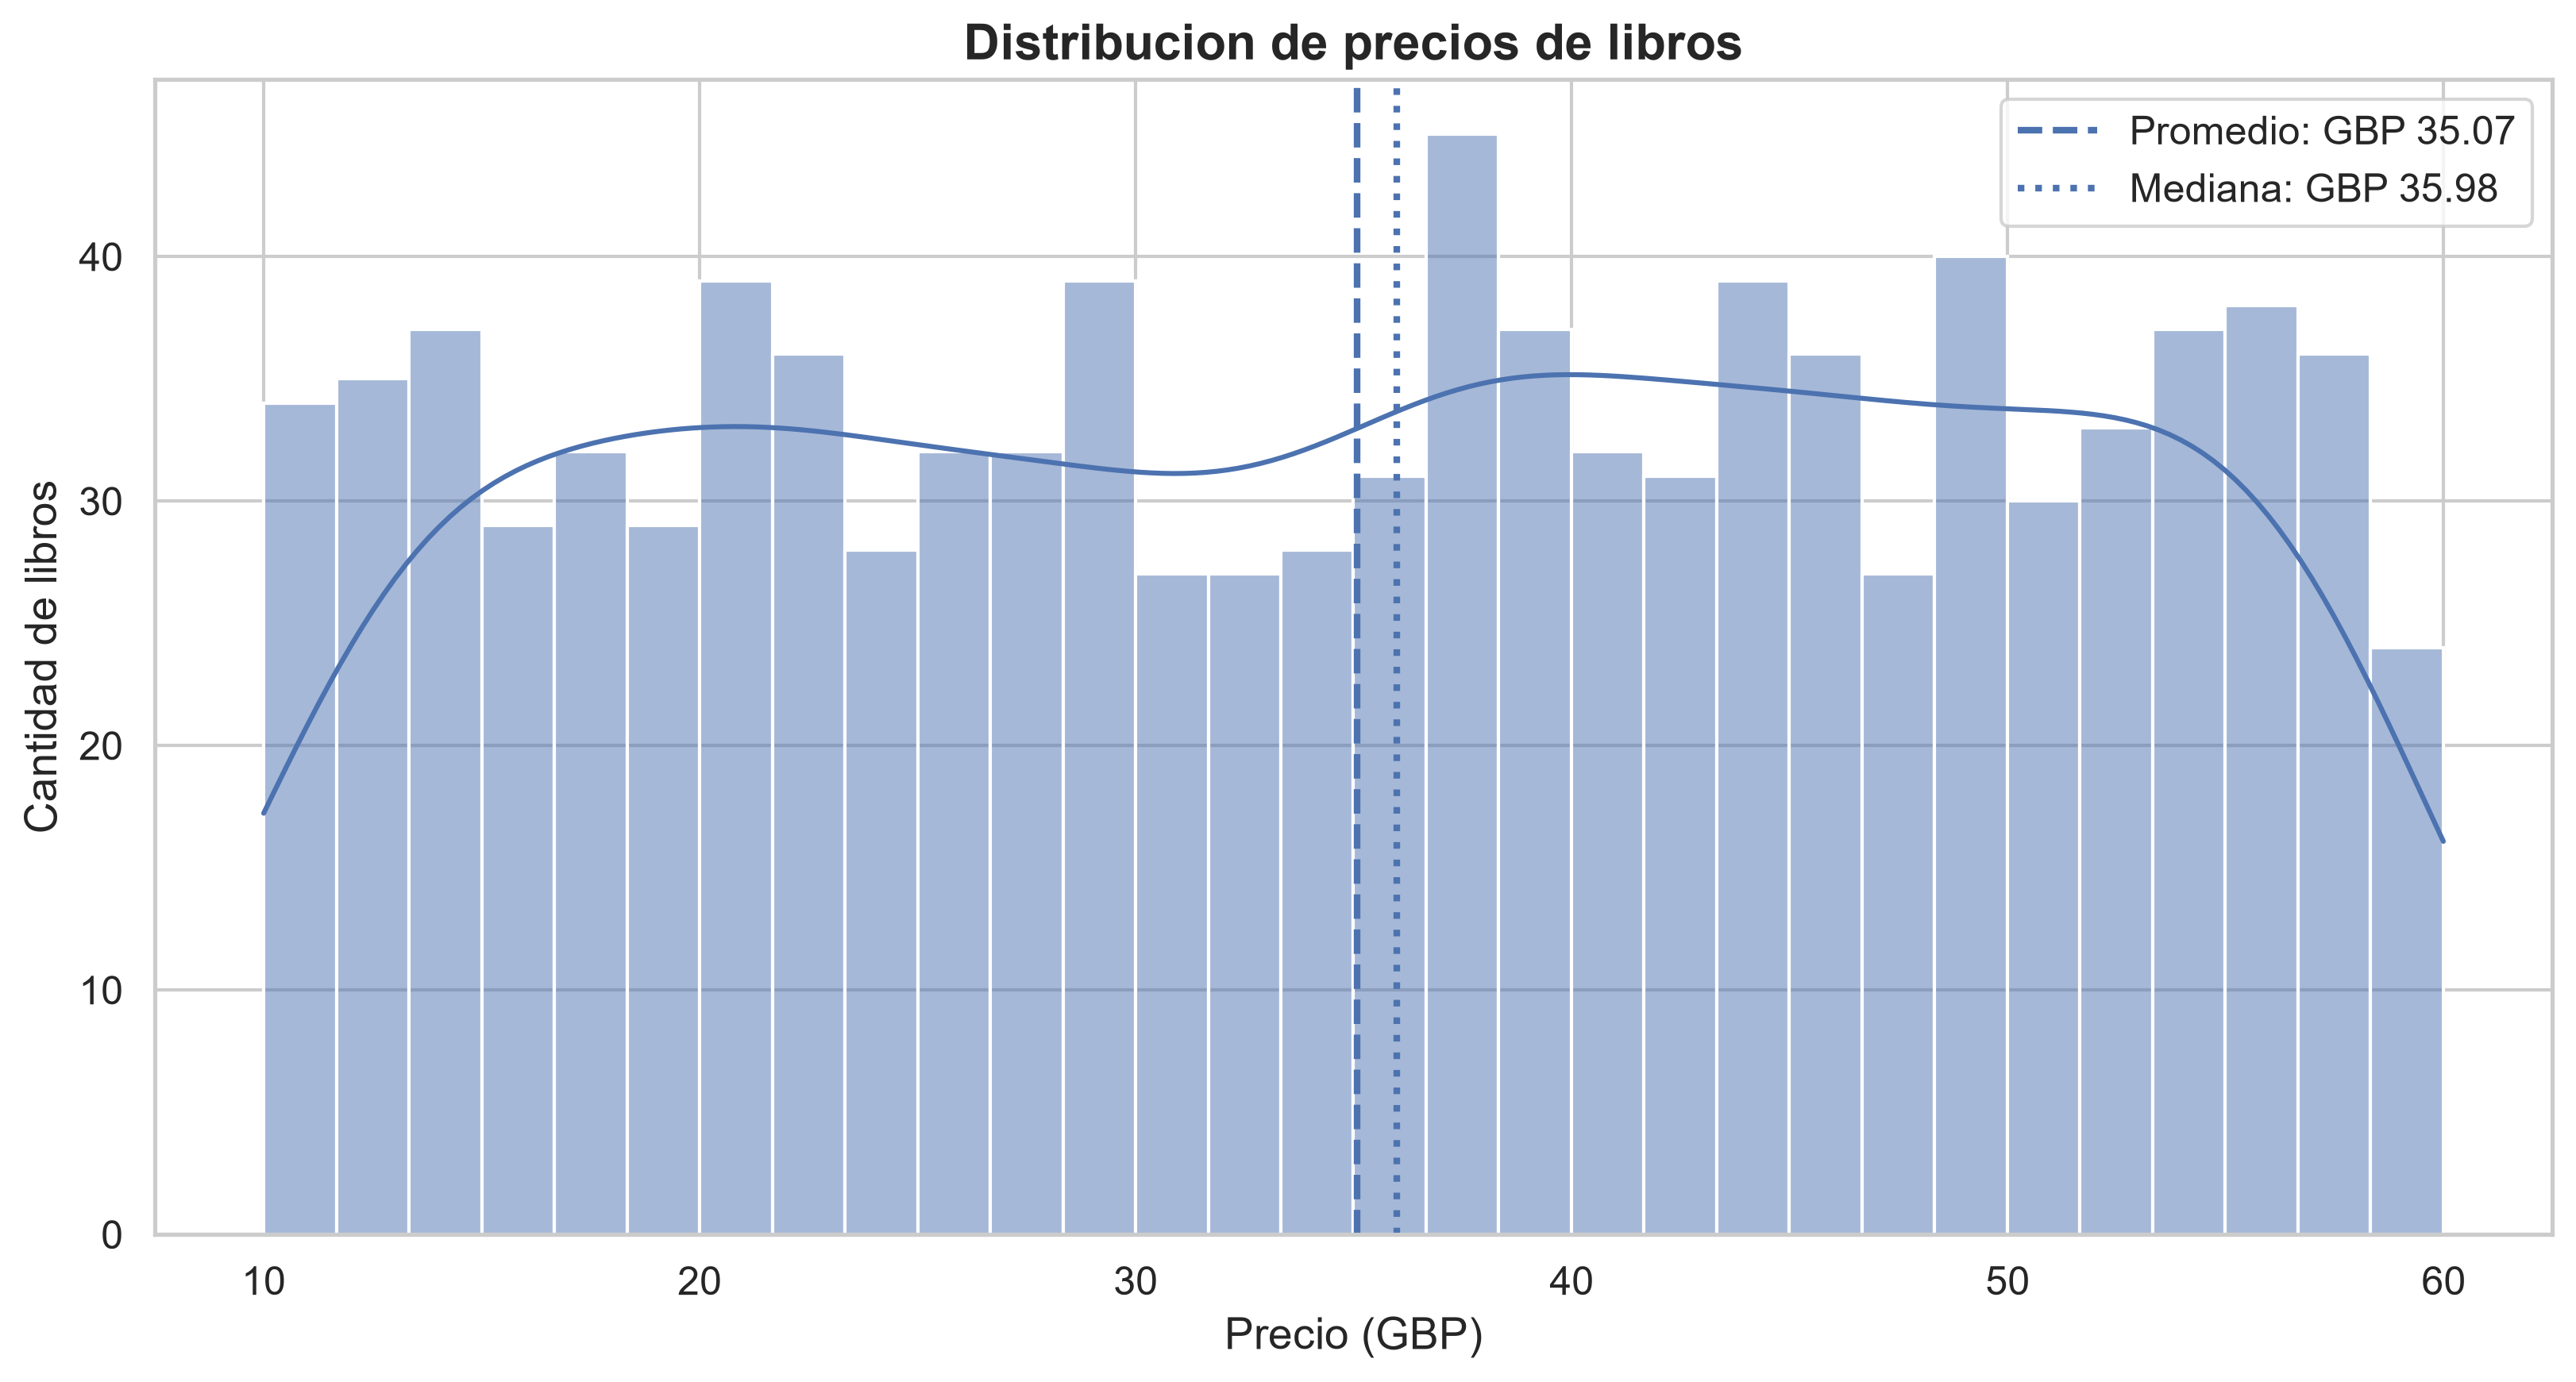 Distribucion de precios de libros
Promedio: GBP 35.07
Mediana: GBP 35.98
Cantidad de libros
40
30
20
10
0
10 20 30 40 50 60
Precio (GBP)